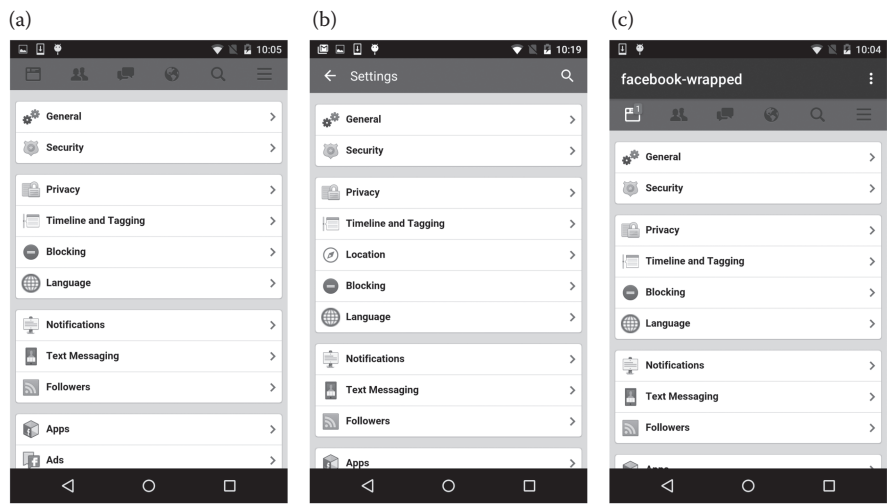 (a)
10:05
General
Security
Privacy
Timeline and Tagging
Blocking
Language
Notifications
Text Messaging
Followers
Apps
Ads
(b)
10:19
Settings
General
Security
Privacy
Timeline and Tagging
Location
Blocking
Language
Notifications
Text Messaging
Followers
Apps
(c)
10:04
facebook-wrapped
1
General
Security
Privacy
Timeline and Tagging
Blocking
Language
Notifications
Text Messaging
Followers